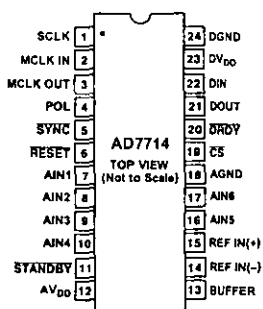 SCLK 1 24 DGND
MCLK IN 2 23 DVDD
MCLK OUT 3 22 DIN
POL 4 21 DOUT
SYNC 5 20 DRDY
RESET 6 19 CS
AIN1 7 18 AGND
AIN2 8 17 AIN6
AIN3 9 16 AIN5
AIN4 10 15 REF IN(+)
STANDBY 11 14 REF IN(−)
AVDD 12 13 BUFFER
AD7714
TOP VIEW
(Not to Scale)